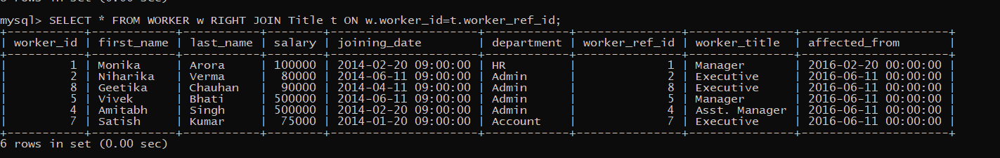 6 rows in set (0.00 sec)
mysql> SELECT * FROM WORKER w RIGHT JOIN Title t ON w.worker_id=t.worker_ref_id;
+-----------+------------+-----------+--------+---------------------+------------+---------------+---------------+---------------------+
| worker_id | first_name | last_name | salary | joining_date        | department | worker_ref_id | worker_title  | affected_from       |
+-----------+------------+-----------+--------+---------------------+------------+---------------+---------------+---------------------+
|         1 | Monika     | Arora     | 100000 | 2014-02-20 09:00:00 | HR         |             1 | Manager       | 2016-02-20 00:00:00 |
|         2 | Niharika   | Verma     |  80000 | 2014-06-11 09:00:00 | Admin      |             2 | Executive     | 2016-06-11 00:00:00 |
|         8 | Geetika    | Chauhan   |  90000 | 2014-04-11 09:00:00 | Admin      |             8 | Executive     | 2016-06-11 00:00:00 |
|         5 | Vivek      | Bhati     | 500000 | 2014-06-11 09:00:00 | Admin      |             5 | Manager       | 2016-06-11 00:00:00 |
|         4 | Amitabh    | Singh     | 500000 | 2014-02-20 09:00:00 | Admin      |             4 | Asst. Manager | 2016-06-11 00:00:00 |
|         7 | Satish     | Kumar     |  75000 | 2014-01-20 09:00:00 | Account    |             7 | Executive     | 2016-06-11 00:00:00 |
+-----------+------------+-----------+--------+---------------------+------------+---------------+---------------+---------------------+
6 rows in set (0.00 sec)